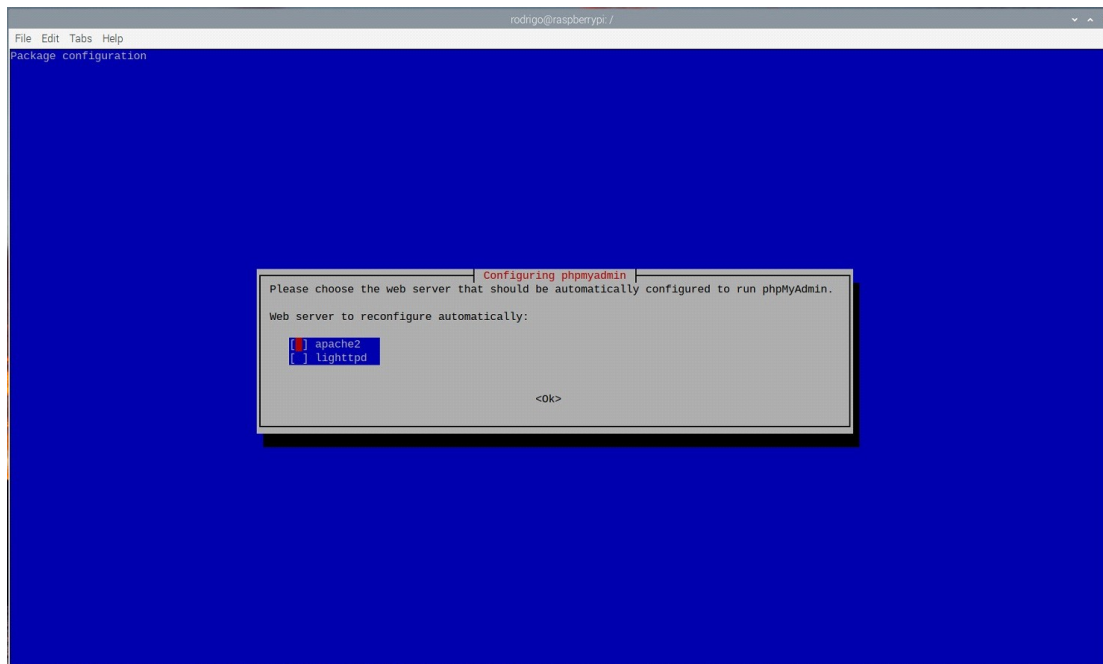 rodrigo@raspberrypi: /
File Edit Tabs Help
Package configuration
Configuring phpmyadmin
Please choose the web server that should be automatically configured to run phpMyAdmin.
Web server to reconfigure automatically:
[ ] apache2
[ ] lighttpd
<Ok>